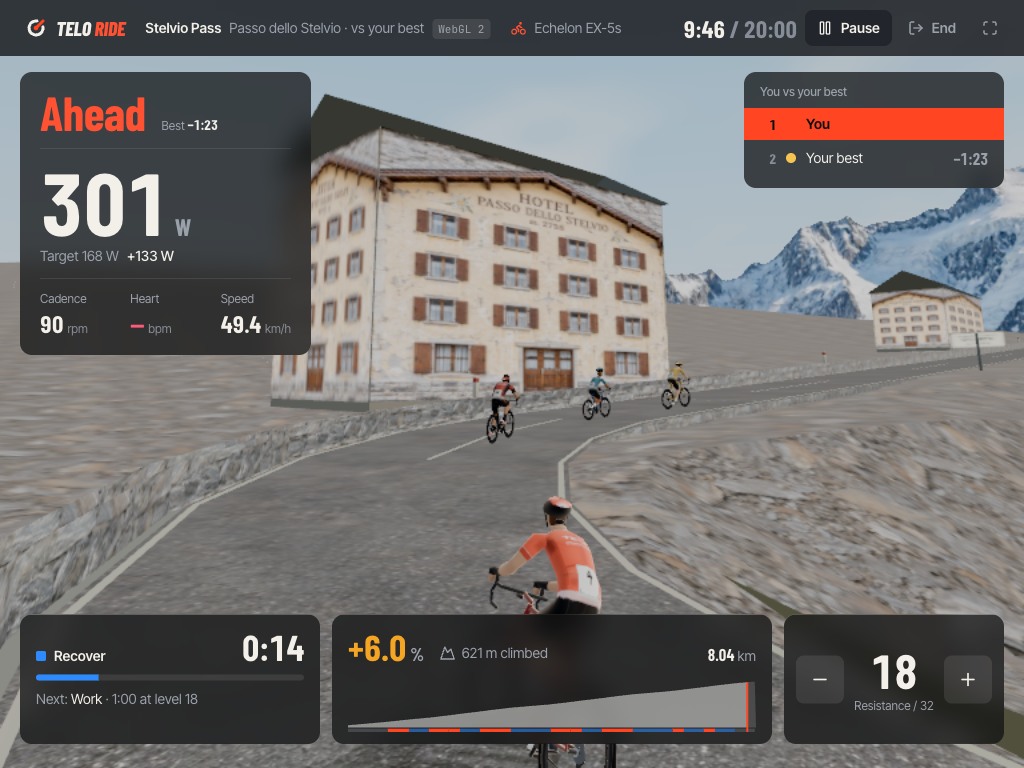 TELO RIDE
Stelvio Pass Passo dello Stelvio · vs your best WebGL 2
Echelon EX-5s
9:46 / 20:00
Pause
End
Ahead Best −1:23
301 W
Target 168 W +133 W
Cadence Heart Speed
90 rpm — bpm 49.4 km/h
You vs your best
1 You
2 Your best −1:23
HOTEL
PASSO DELLO STELVIO
Recover 0:14
Next: Work · 1:00 at level 18
+6.0 % 621 m climbed 8.04 km
− 18 +
Resistance / 32